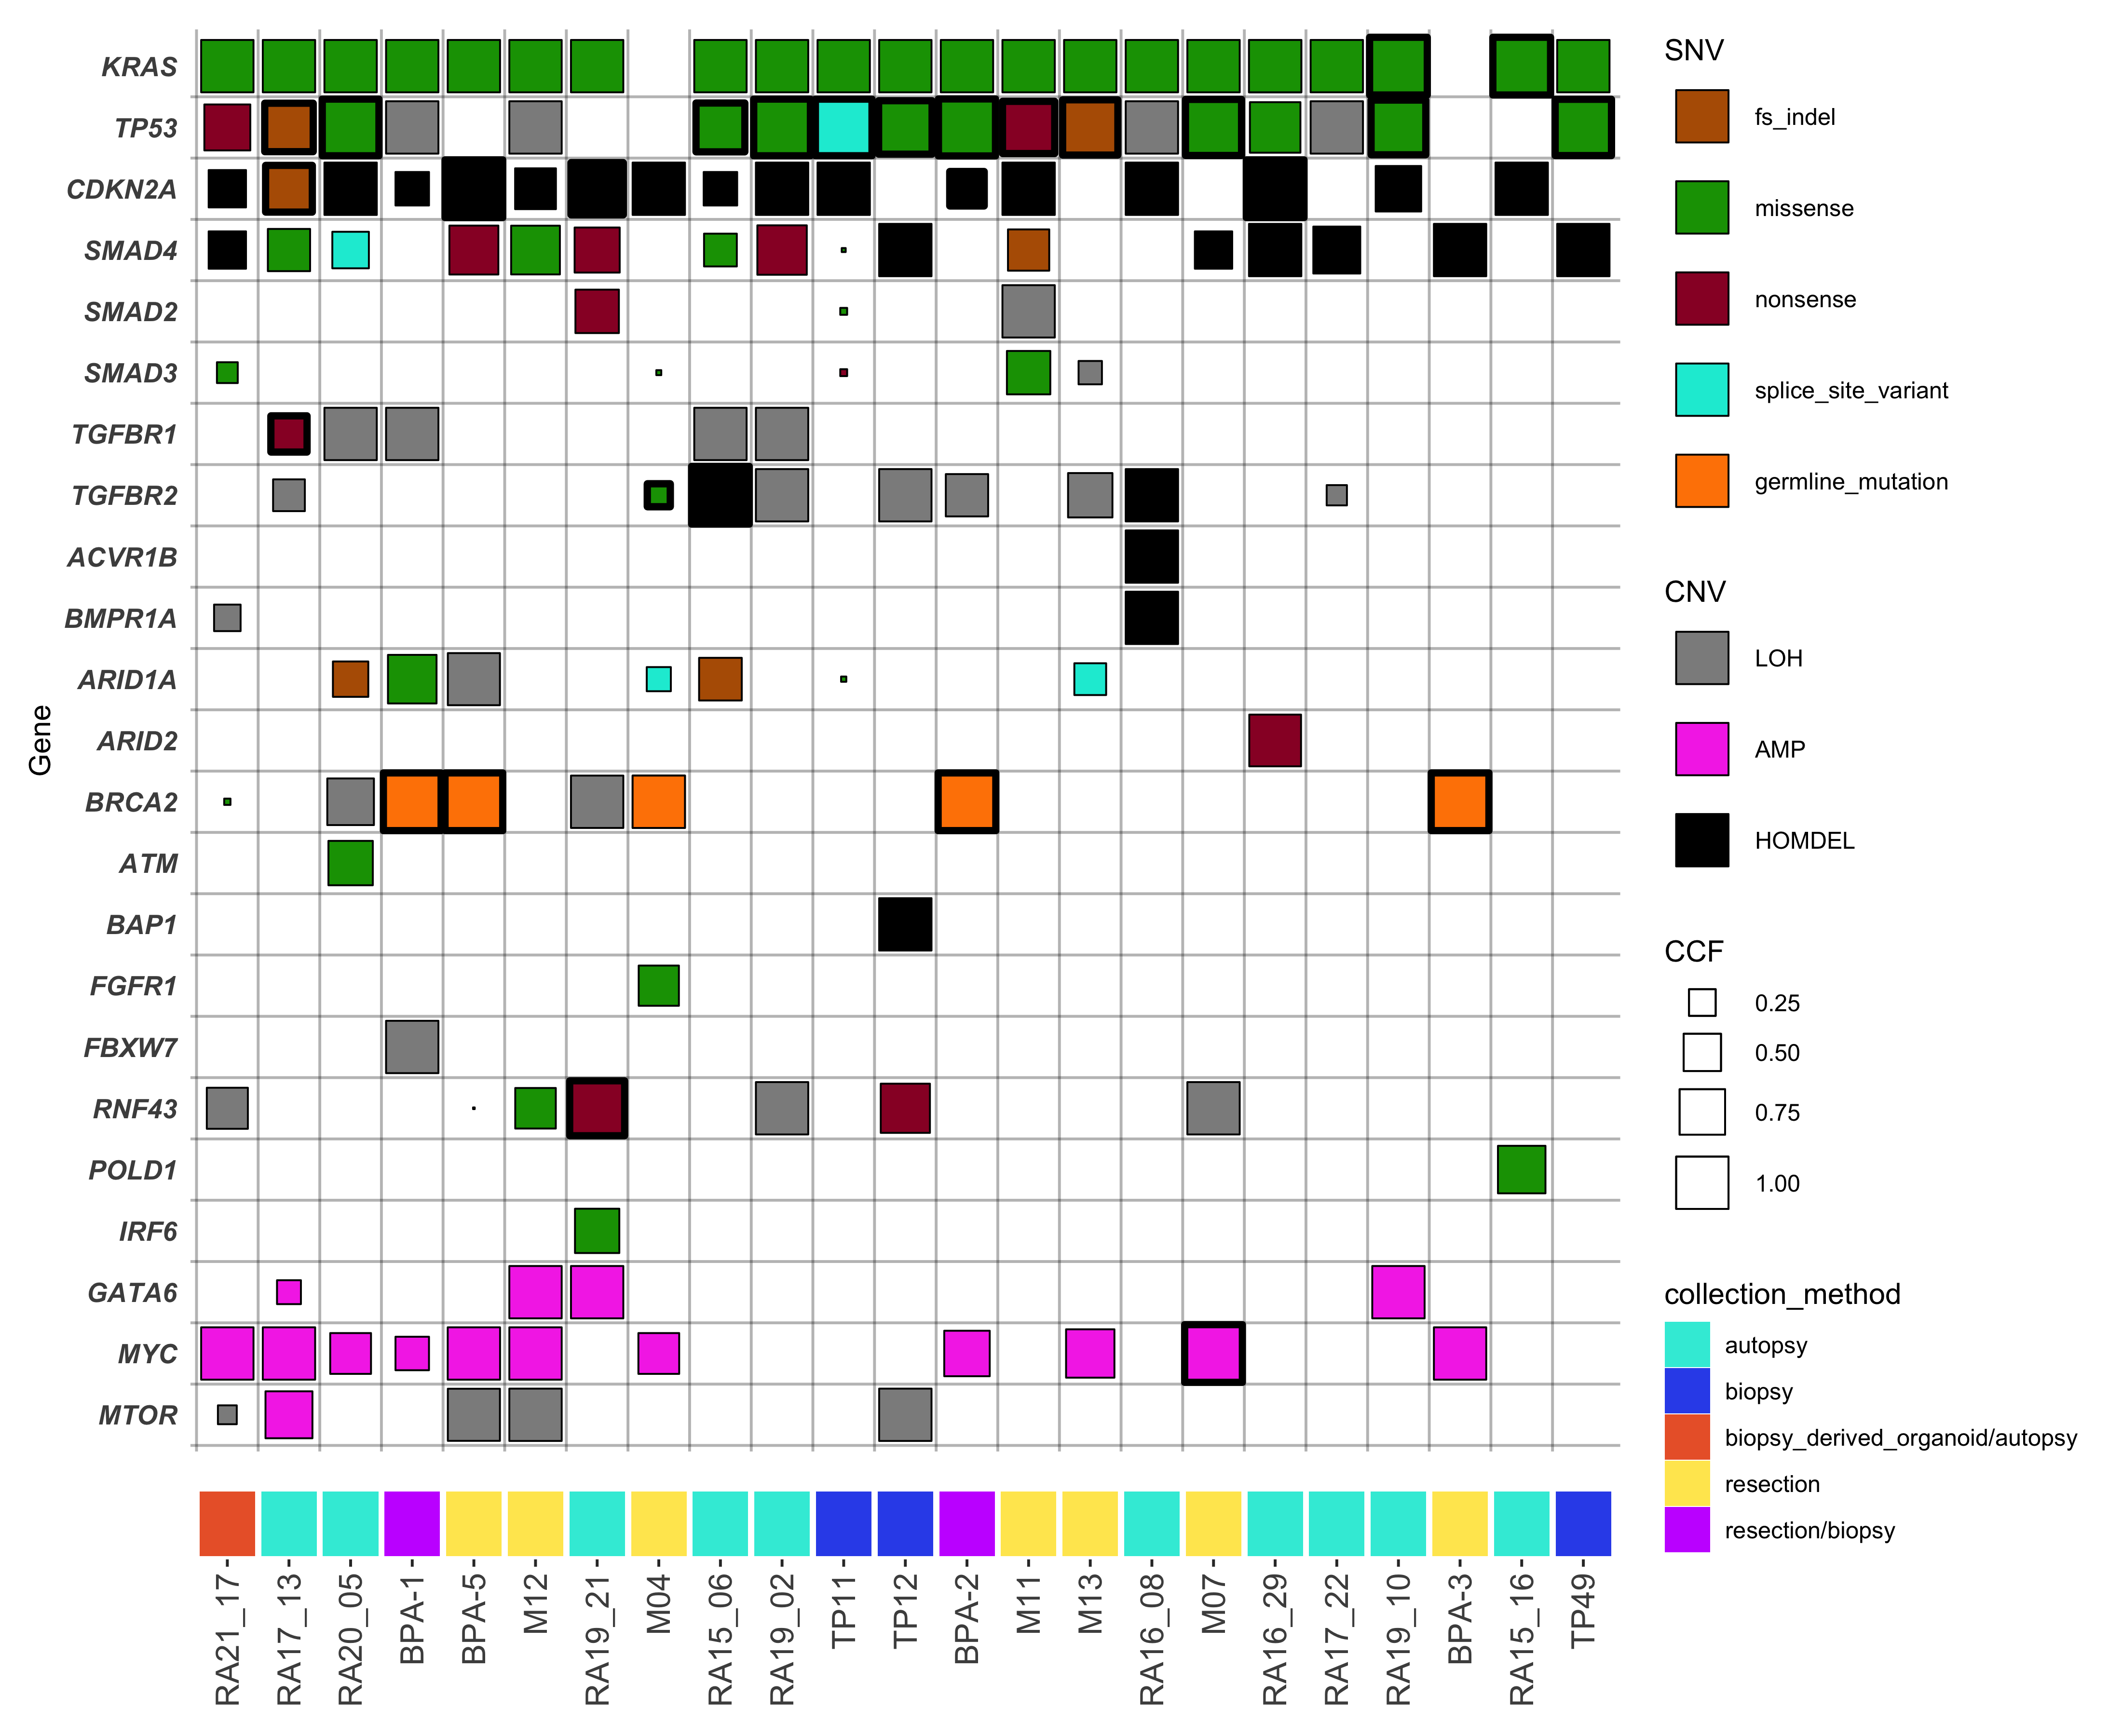 KRAS
TP53
CDKN2A
SMAD4
SMAD2
SMAD3
TGFBR1
TGFBR2
ACVR1B
BMPR1A
ARID1A
ARID2
BRCA2
ATM
BAP1
FGFR1
FBXW7
RNF43
POLD1
IRF6
GATA6
MYC
MTOR
Gene
RA21_17
RA17_13
RA20_05
BPA-1
BPA-5
M12
RA19_21
M04
RA15_06
RA19_02
TP11
TP12
BPA-2
M11
M13
RA16_08
M07
RA16_29
RA17_22
RA19_10
BPA-3
RA15_16
TP49
SNV
fs_indel
missense
nonsense
splice_site_variant
germline_mutation
CNV
LOH
AMP
HOMDEL
CCF
0.25
0.50
0.75
1.00
collection_method
autopsy
biopsy
biopsy_derived_organoid/autopsy
resection
resection/biopsy